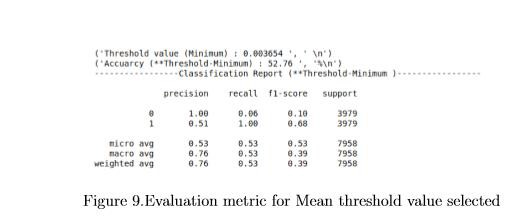 ('Threshold value (Minimum) : 0.003654 ', ' \n')
('Accuarcy (**Threshold-Minimum) : 52.76 ', '%\n')
-----------------Classification Report (**Threshold-Minimum )-----------------
precision recall f1-score support
0 1.00 0.06 0.10 3979
1 0.51 1.00 0.68 3979
micro avg 0.53 0.53 0.53 7958
macro avg 0.76 0.53 0.39 7958
weighted avg 0.76 0.53 0.39 7958
Figure 9.Evaluation metric for Mean threshold value selected